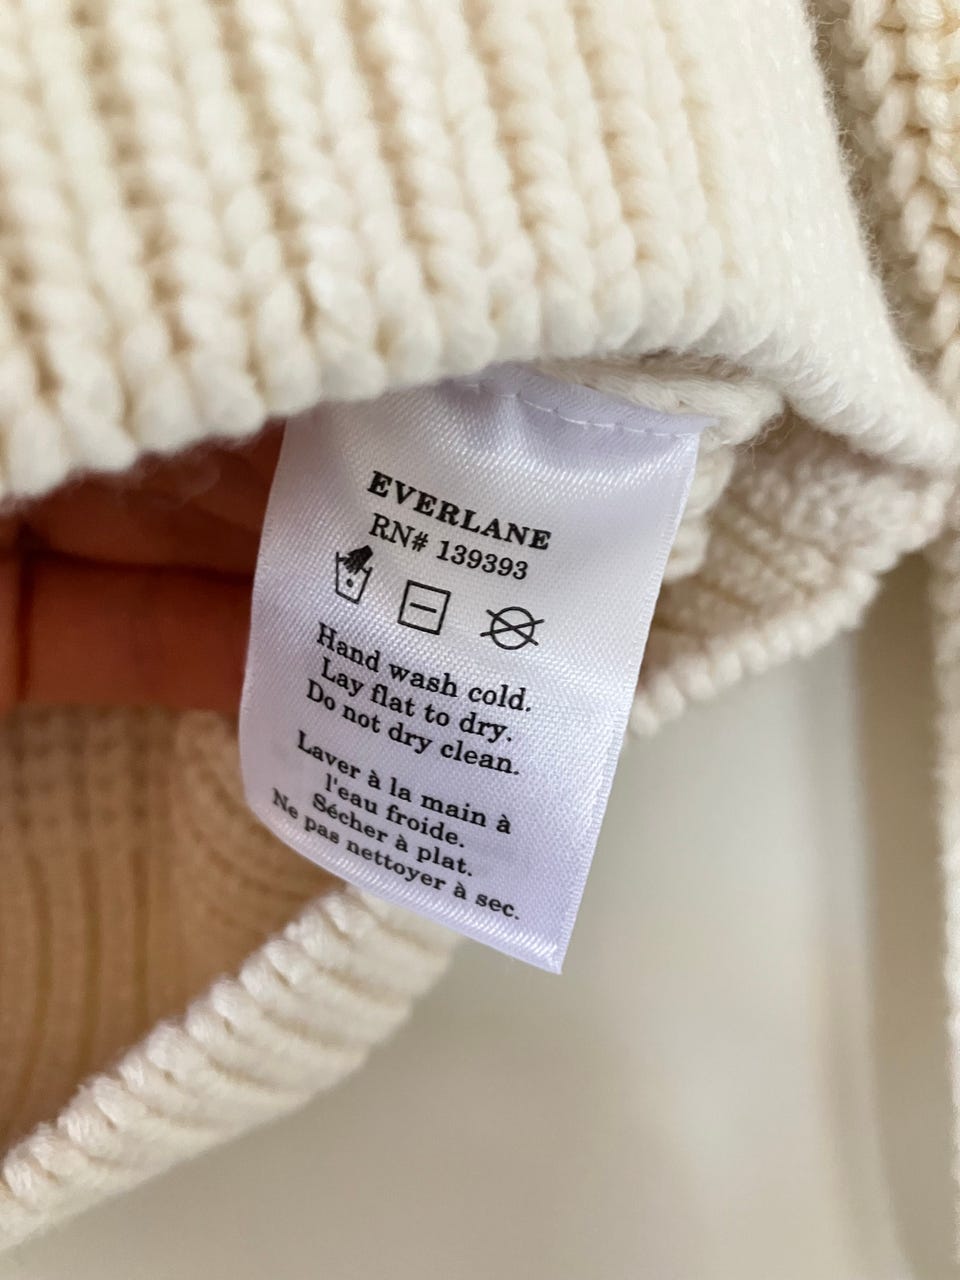 EVERLANE
RN# 139393
Hand wash cold.
Lay flat to dry.
Do not dry clean.
Laver à la main à
l'eau froide.
Sécher à plat.
Ne pas nettoyer à sec.